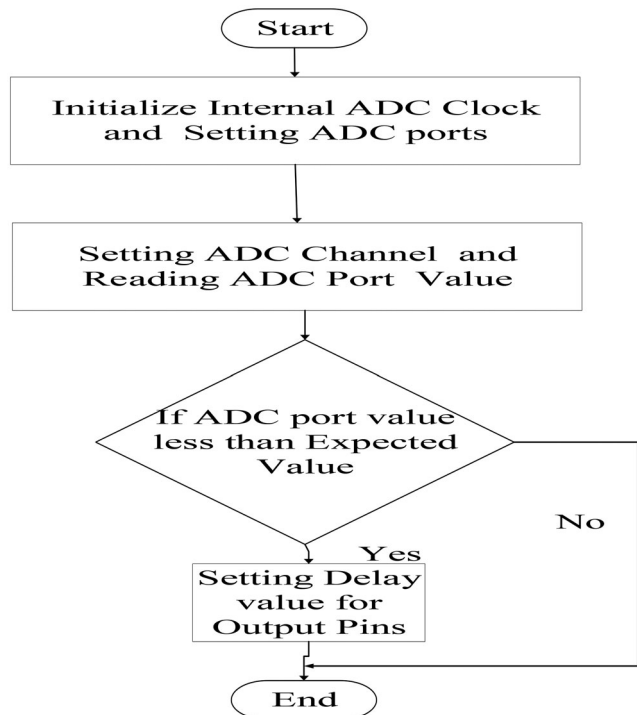 Start
Initialize Internal ADC Clock
and Setting ADC ports
Setting ADC Channel and
Reading ADC Port Value
If ADC port value
less than Expected
Value
No
Yes
Setting Delay
value for
Output Pins
End